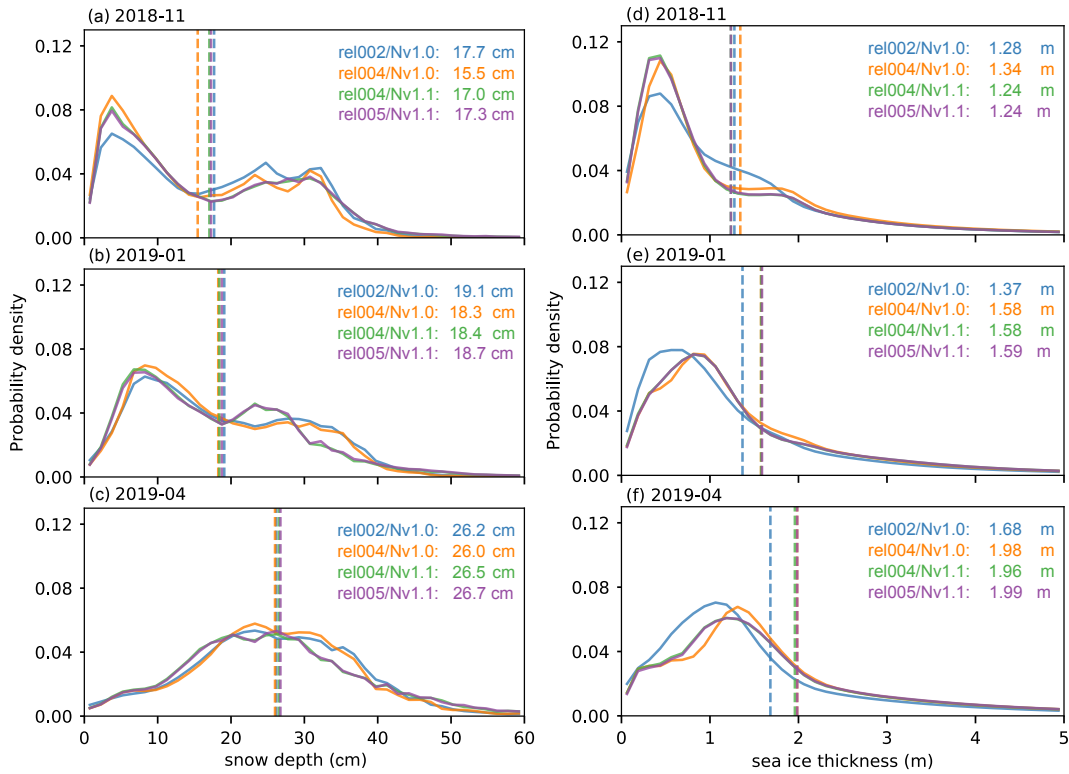 (a) 2018-11
0.12
0.08
0.04
0.00
rel002/Nv1.0: 17.7 cm
rel004/Nv1.0: 15.5 cm
rel004/Nv1.1: 17.0 cm
rel005/Nv1.1: 17.3 cm
(b) 2019-01
0.12
0.08
0.04
0.00
rel002/Nv1.0: 19.1 cm
rel004/Nv1.0: 18.3 cm
rel004/Nv1.1: 18.4 cm
rel005/Nv1.1: 18.7 cm
Probability density
(c) 2019-04
0.12
0.08
0.04
0.00
rel002/Nv1.0: 26.2 cm
rel004/Nv1.0: 26.0 cm
rel004/Nv1.1: 26.5 cm
rel005/Nv1.1: 26.7 cm
0 10 20 30 40 50 60
snow depth (cm)
(d) 2018-11
0.12
0.08
0.04
0.00
rel002/Nv1.0: 1.28 m
rel004/Nv1.0: 1.34 m
rel004/Nv1.1: 1.24 m
rel005/Nv1.1: 1.24 m
(e) 2019-01
0.12
0.08
0.04
0.00
rel002/Nv1.0: 1.37 m
rel004/Nv1.0: 1.58 m
rel004/Nv1.1: 1.58 m
rel005/Nv1.1: 1.59 m
Probability density
(f) 2019-04
0.12
0.08
0.04
0.00
rel002/Nv1.0: 1.68 m
rel004/Nv1.0: 1.98 m
rel004/Nv1.1: 1.96 m
rel005/Nv1.1: 1.99 m
0 1 2 3 4 5
sea ice thickness (m)